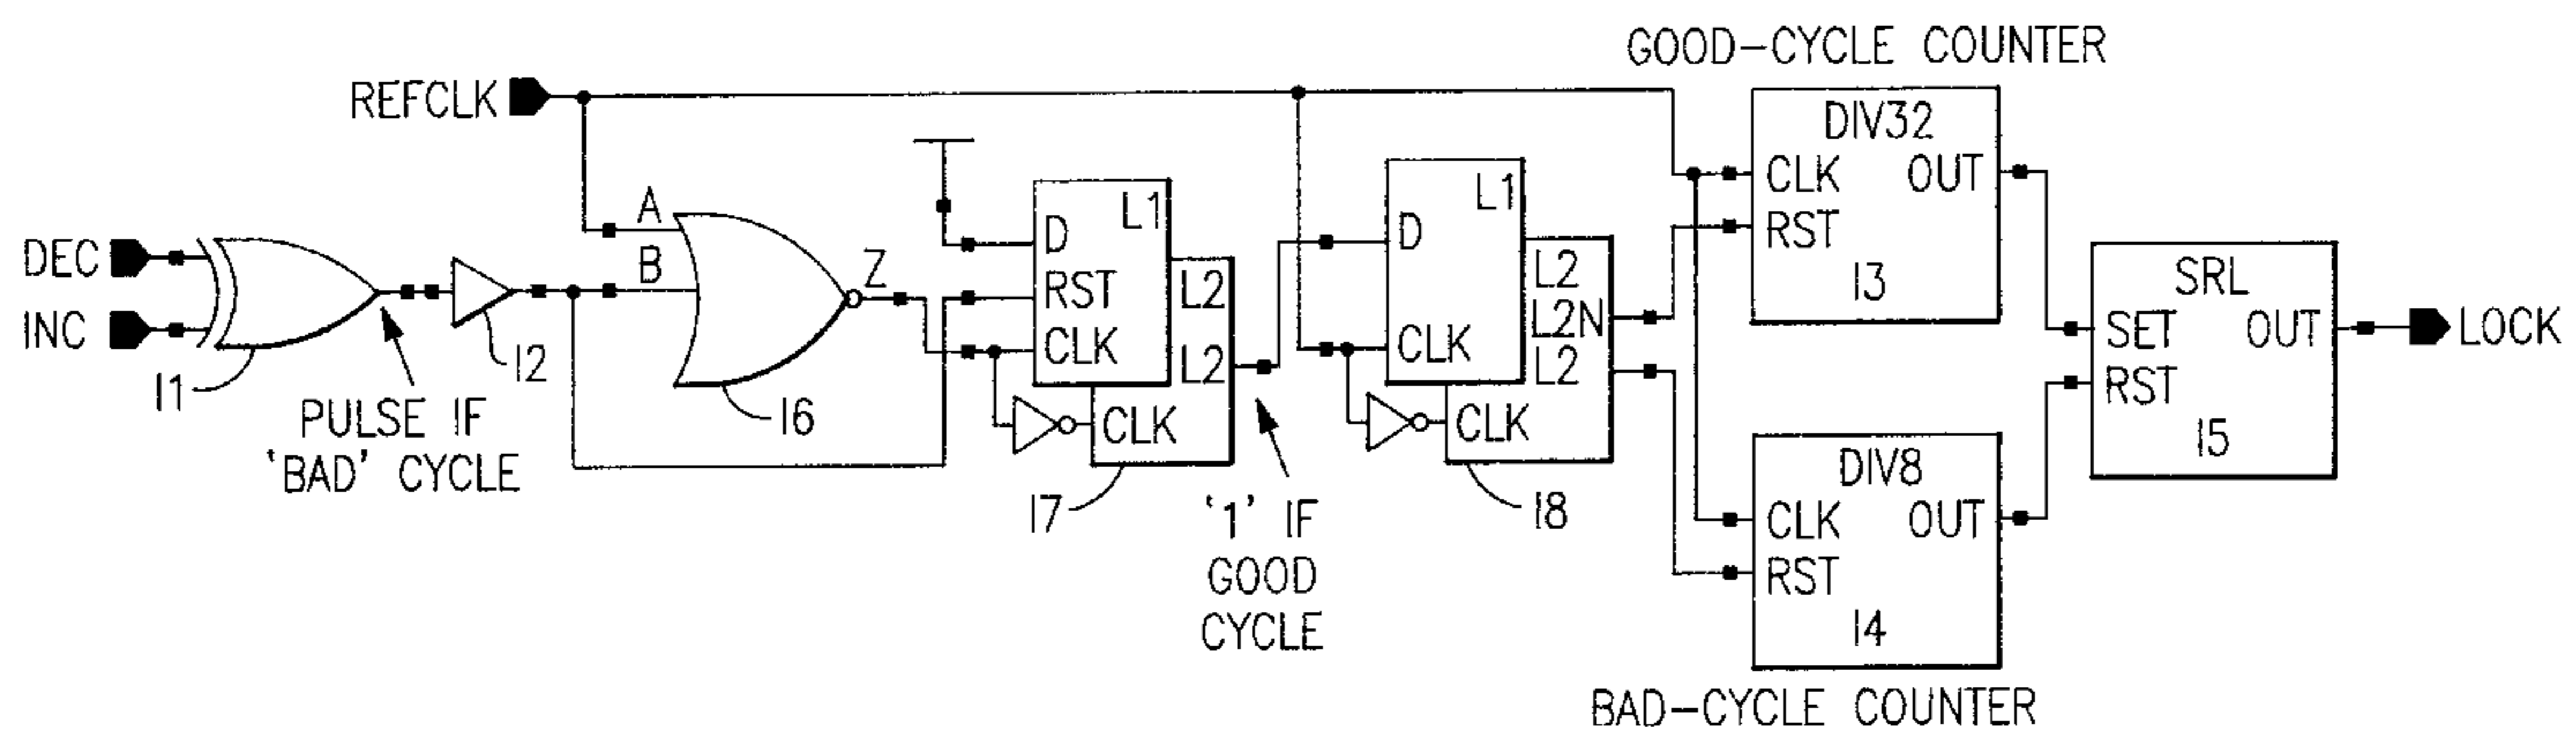 GOOD-CYCLE COUNTER
REFCLK
DIV32
CLK OUT
RST
I3
DEC
INC
I1
PULSE IF
'BAD' CYCLE
I2
A
B
Z
I6
L1
D
RST
CLK
L2
L2
CLK
I7
'1' IF
GOOD
CYCLE
L1
D
CLK
L2
L2N
L2
CLK
I8
SRL
SET OUT
RST
I5
LOCK
DIV8
CLK OUT
RST
I4
BAD-CYCLE COUNTER